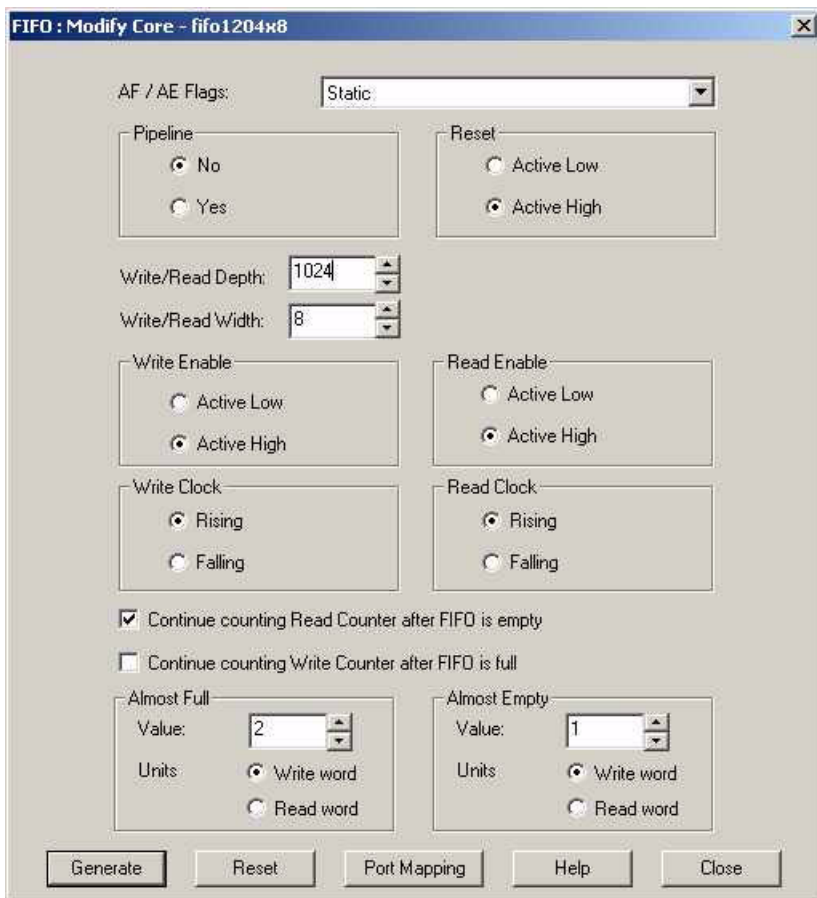 FIFO : Modify Core - fifo1204x8
AF / AE Flags: Static
Pipeline Reset
No Active Low
Yes Active High
Write/Read Depth: 1024
Write/Read Width: 8
Write Enable Read Enable
Active Low Active Low
Active High Active High
Write Clock Read Clock
Rising Rising
Falling Falling
Continue counting Read Counter after FIFO is empty
Continue counting Write Counter after FIFO is full
Almost Full Almost Empty
Value: 2 Value: 1
Units Write word Units Write word
Read word Read word
Generate Reset Port Mapping Help Close